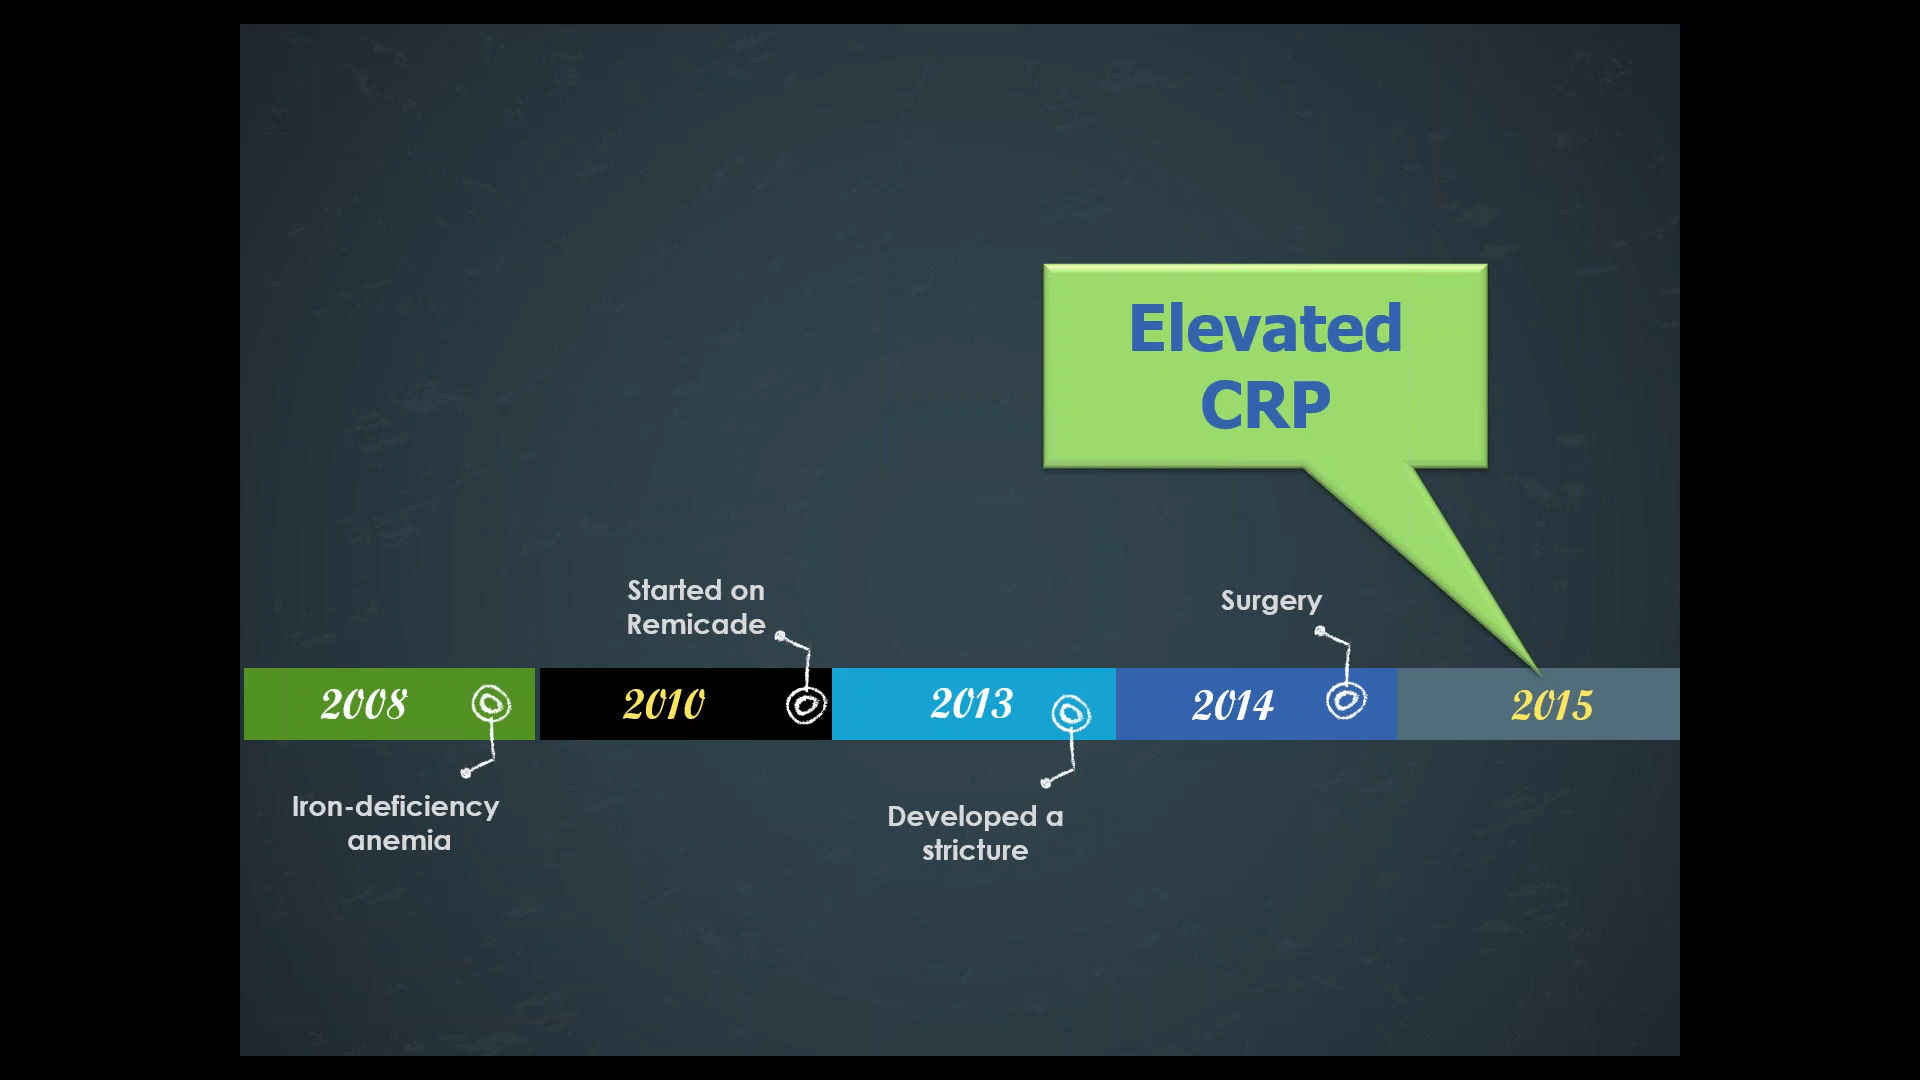 Elevated
CRP
Started on
Remicade
Surgery
2008
2010
2013
2014
2015
Iron-deficiency
anemia
Developed a
stricture